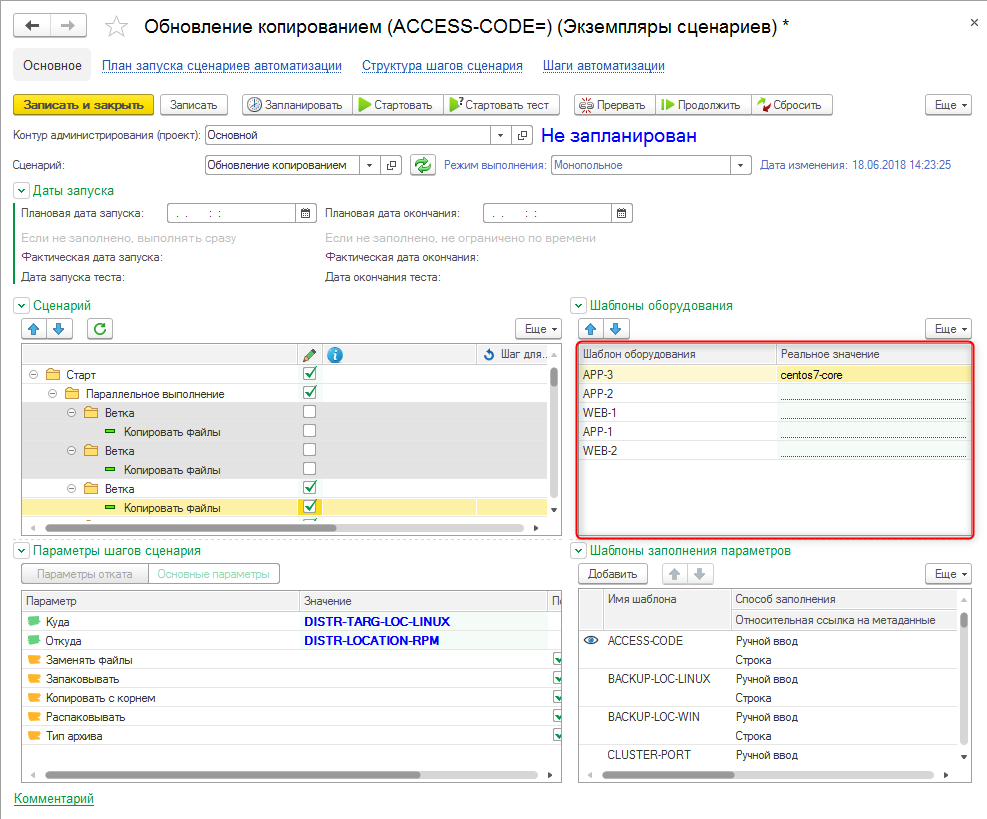 Обновление копированием (ACCESS-CODE=) (Экземпляры сценариев) *
Основное План запуска сценариев автоматизации Структура шагов сценария Шаги автоматизации
Записать и закрыть Записать Запланировать Стартовать Стартовать тест Прервать Продолжить Сбросить Еще
Контур администрирования (проект): Основной Не запланирован
Сценарий: Обновление копированием Режим выполнения: Монопольное Дата изменения: 18.06.2018 14:23:25
Даты запуска
Плановая дата запуска: . . : : Плановая дата окончания: . . : :
Если не заполнено, выполнять сразу Если не заполнено, не ограничено по времени
Фактическая дата запуска: Фактическая дата окончания:
Дата запуска теста: Дата окончания теста:
Сценарий
Еще
Шаг для..
Старт
Параллельное выполнение
Ветка
Копировать файлы
Ветка
Копировать файлы
Ветка
Копировать файлы
Шаблоны оборудования
Еще
Шаблон оборудования Реальное значение
APP-3 centos7-core
APP-2
WEB-1
APP-1
WEB-2
Параметры шагов сценария
Параметры отката Основные параметры
Параметр Значение
Куда DISTR-TARG-LOC-LINUX
Откуда DISTR-LOCATION-RPM
Заменять файлы
Запаковывать
Копировать с корнем
Распаковывать
Тип архива
Шаблоны заполнения параметров
Добавить Еще
Имя шаблона Способ заполнения
Относительная ссылка на метаданные
ACCESS-CODE Ручной ввод
Строка
BACKUP-LOC-LINUX Ручной ввод
Строка
BACKUP-LOC-WIN Ручной ввод
Строка
CLUSTER-PORT Ручной ввод
Комментарий